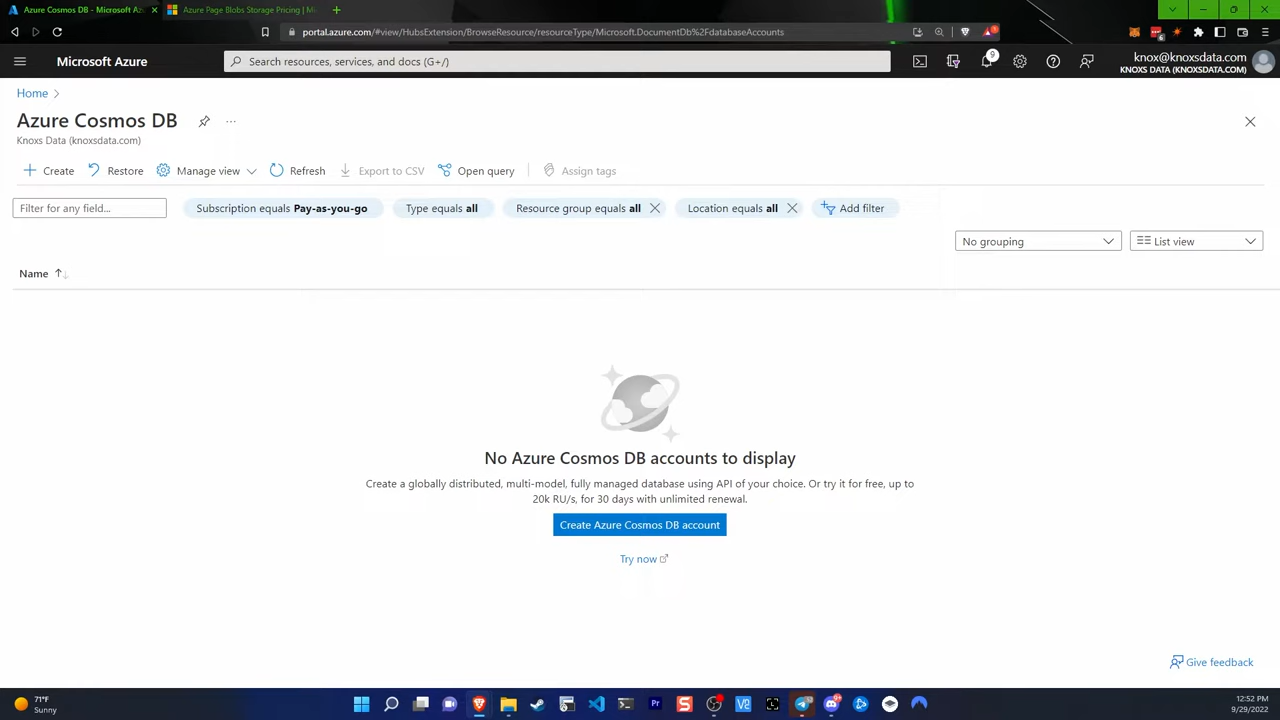 Azure Cosmos DB - Microsoft Az
Azure Page Blobs Storage Pricing | Mi
portal.azure.com/#view/HubsExtension/BrowseResource/resourceType/Microsoft.DocumentDb%2FdatabaseAccounts
Microsoft Azure
Search resources, services, and docs (G+/)
9
knox@knoxsdata.com
KNOXS DATA (KNOXSDATA.COM)
Home
Azure Cosmos DB
Knoxs Data (knoxsdata.com)
Create
Restore
Manage view
Refresh
Export to CSV
Open query
Assign tags
Filter for any field...
Subscription equals Pay-as-you-go
Type equals all
Resource group equals all
Location equals all
Add filter
No grouping
List view
Name
No Azure Cosmos DB accounts to display
Create a globally distributed, multi-model, fully managed database using API of your choice. Or try it for free, up to
20k RU/s, for 30 days with unlimited renewal.
Create Azure Cosmos DB account
Try now
Give feedback
71°F
Sunny
12:52 PM
9/29/2022